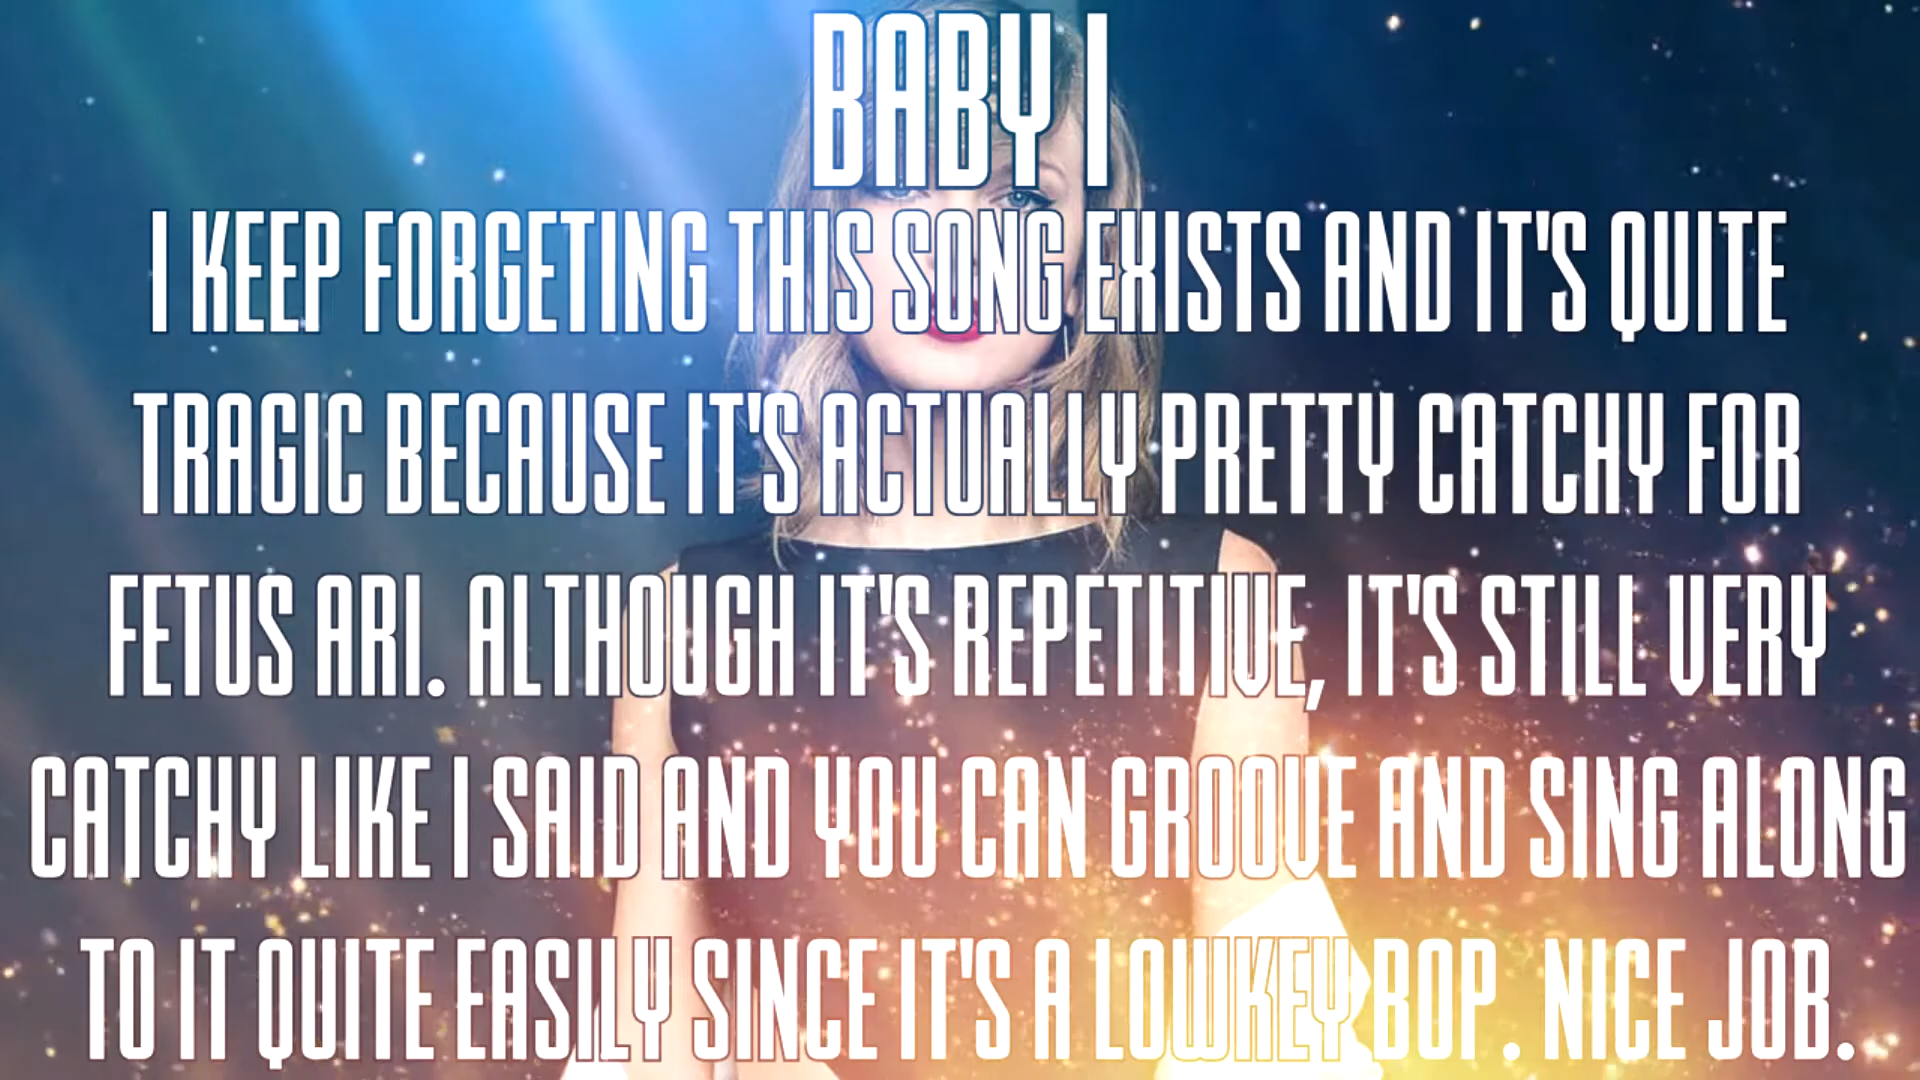 BABY I
I KEEP FORGETING THIS SONG EXISTS AND IT'S QUITE
TRAGIC BECAUSE IT'S ACTUALLY PRETTY CATCHY FOR
FETUS ARI. ALTHOUGH IT'S REPETITIVE, IT'S STILL VERY
CATCHY LIKE I SAID AND YOU CAN GROOVE AND SING ALONG
TO IT QUITE EASILY SINCE IT'S A LOWKEY BOP. NICE JOB.